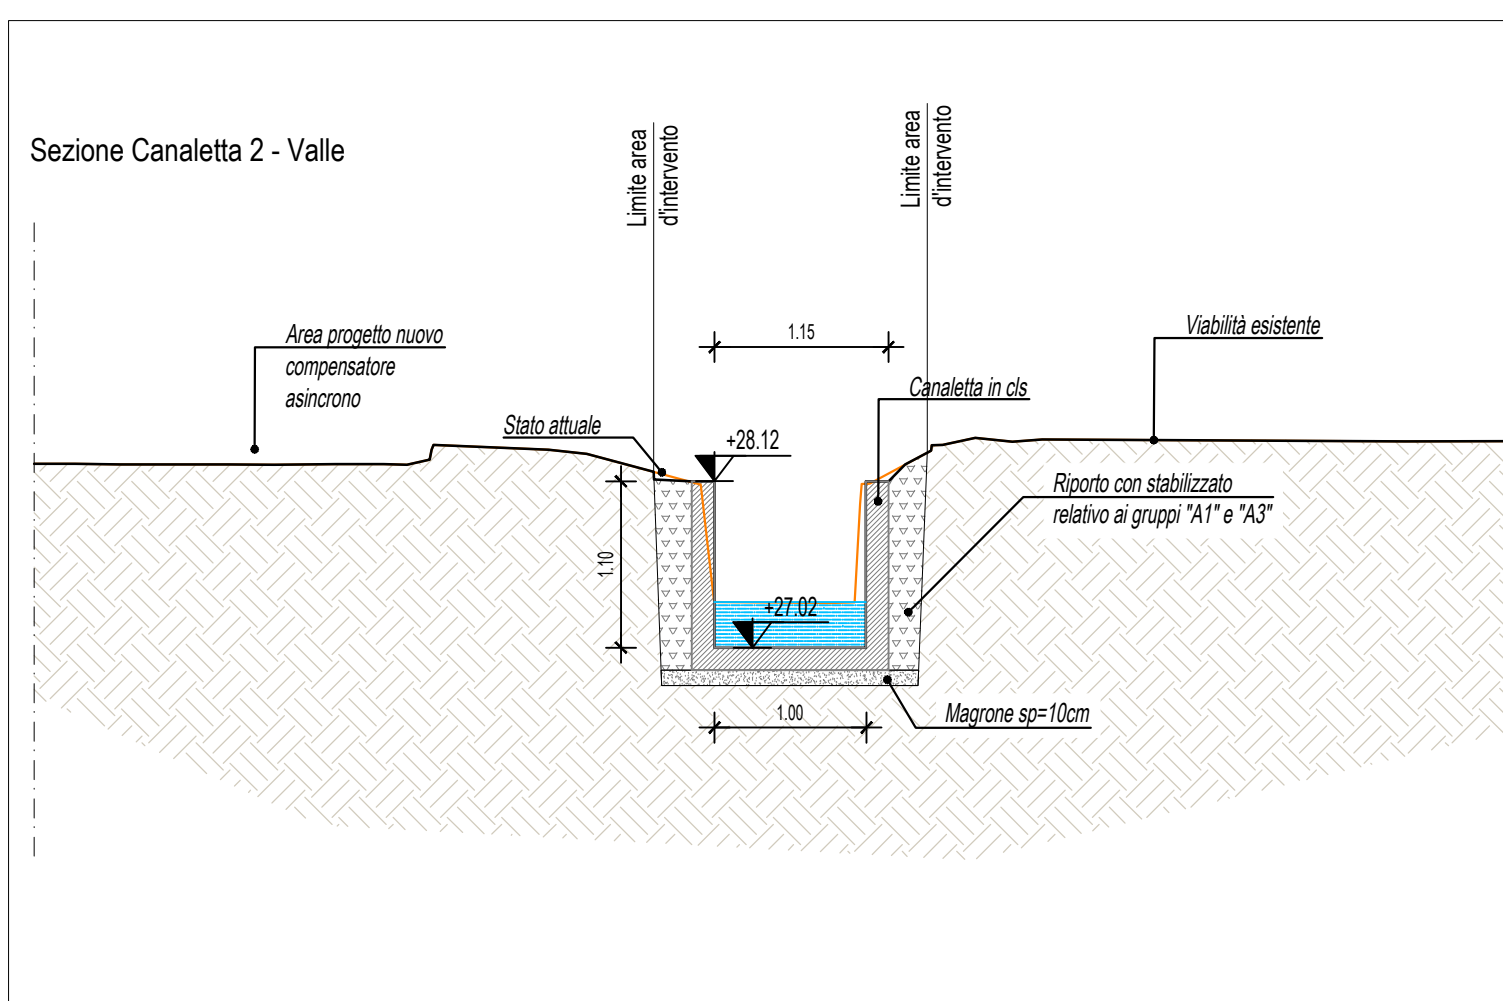 Sezione Canaletta 2 - Valle
Limite area
d'intervento
Limite area
d'intervento
Area progetto nuovo
compensatore
asincrono
1.15
Viabilità esistente
Canaletta in cls
Stato attuale
+28.12
Riporto con stabilizzato
relativo ai gruppi "A1" e "A3"
1.10
+27.02
1.00
Magrone sp=10cm